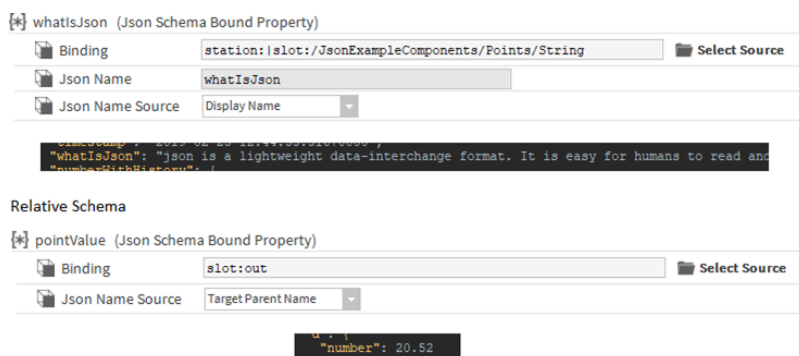 whatIsJson (Json Schema Bound Property)
Binding station:|slot:/JsonExampleComponents/Points/String Select Source
Json Name whatIsJson
Json Name Source Display Name
"whatIsJson": "json is a lightweight data-interchange format. It is easy for humans to read and
"numberWithHistory": {
Relative Schema
pointValue (Json Schema Bound Property)
Binding slot:out Select Source
Json Name Source Target Parent Name
"number": 20.52